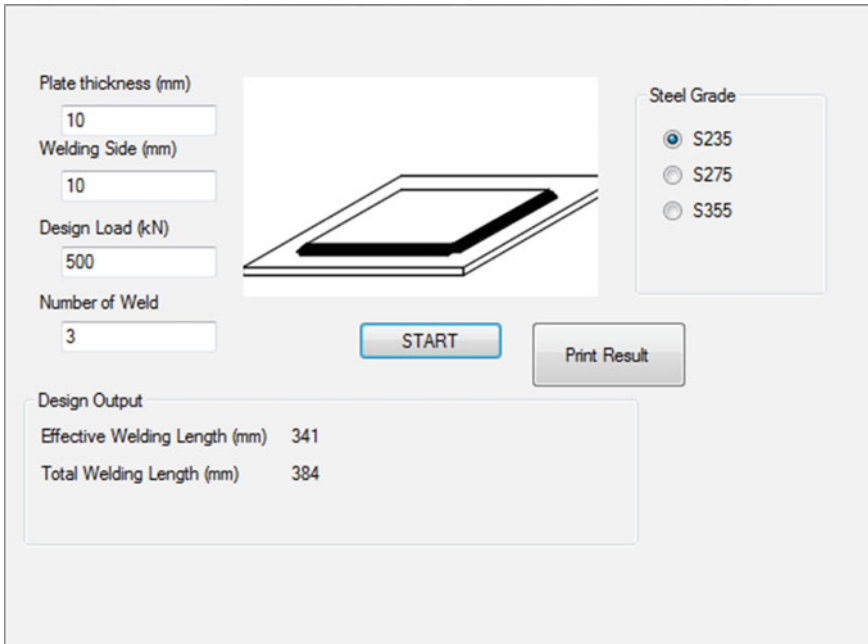 Plate thickness (mm)
10
Welding Side (mm)
10
Design Load (kN)
500
Number of Weld
3
Steel Grade
S235
S275
S355
START
Print Result
Design Output
Effective Welding Length (mm) 341
Total Welding Length (mm) 384